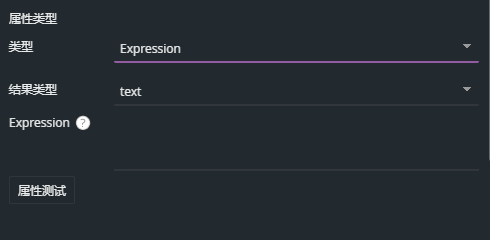 属性类型
类型 Expression
结果类型 text
Expression ?
属性测试